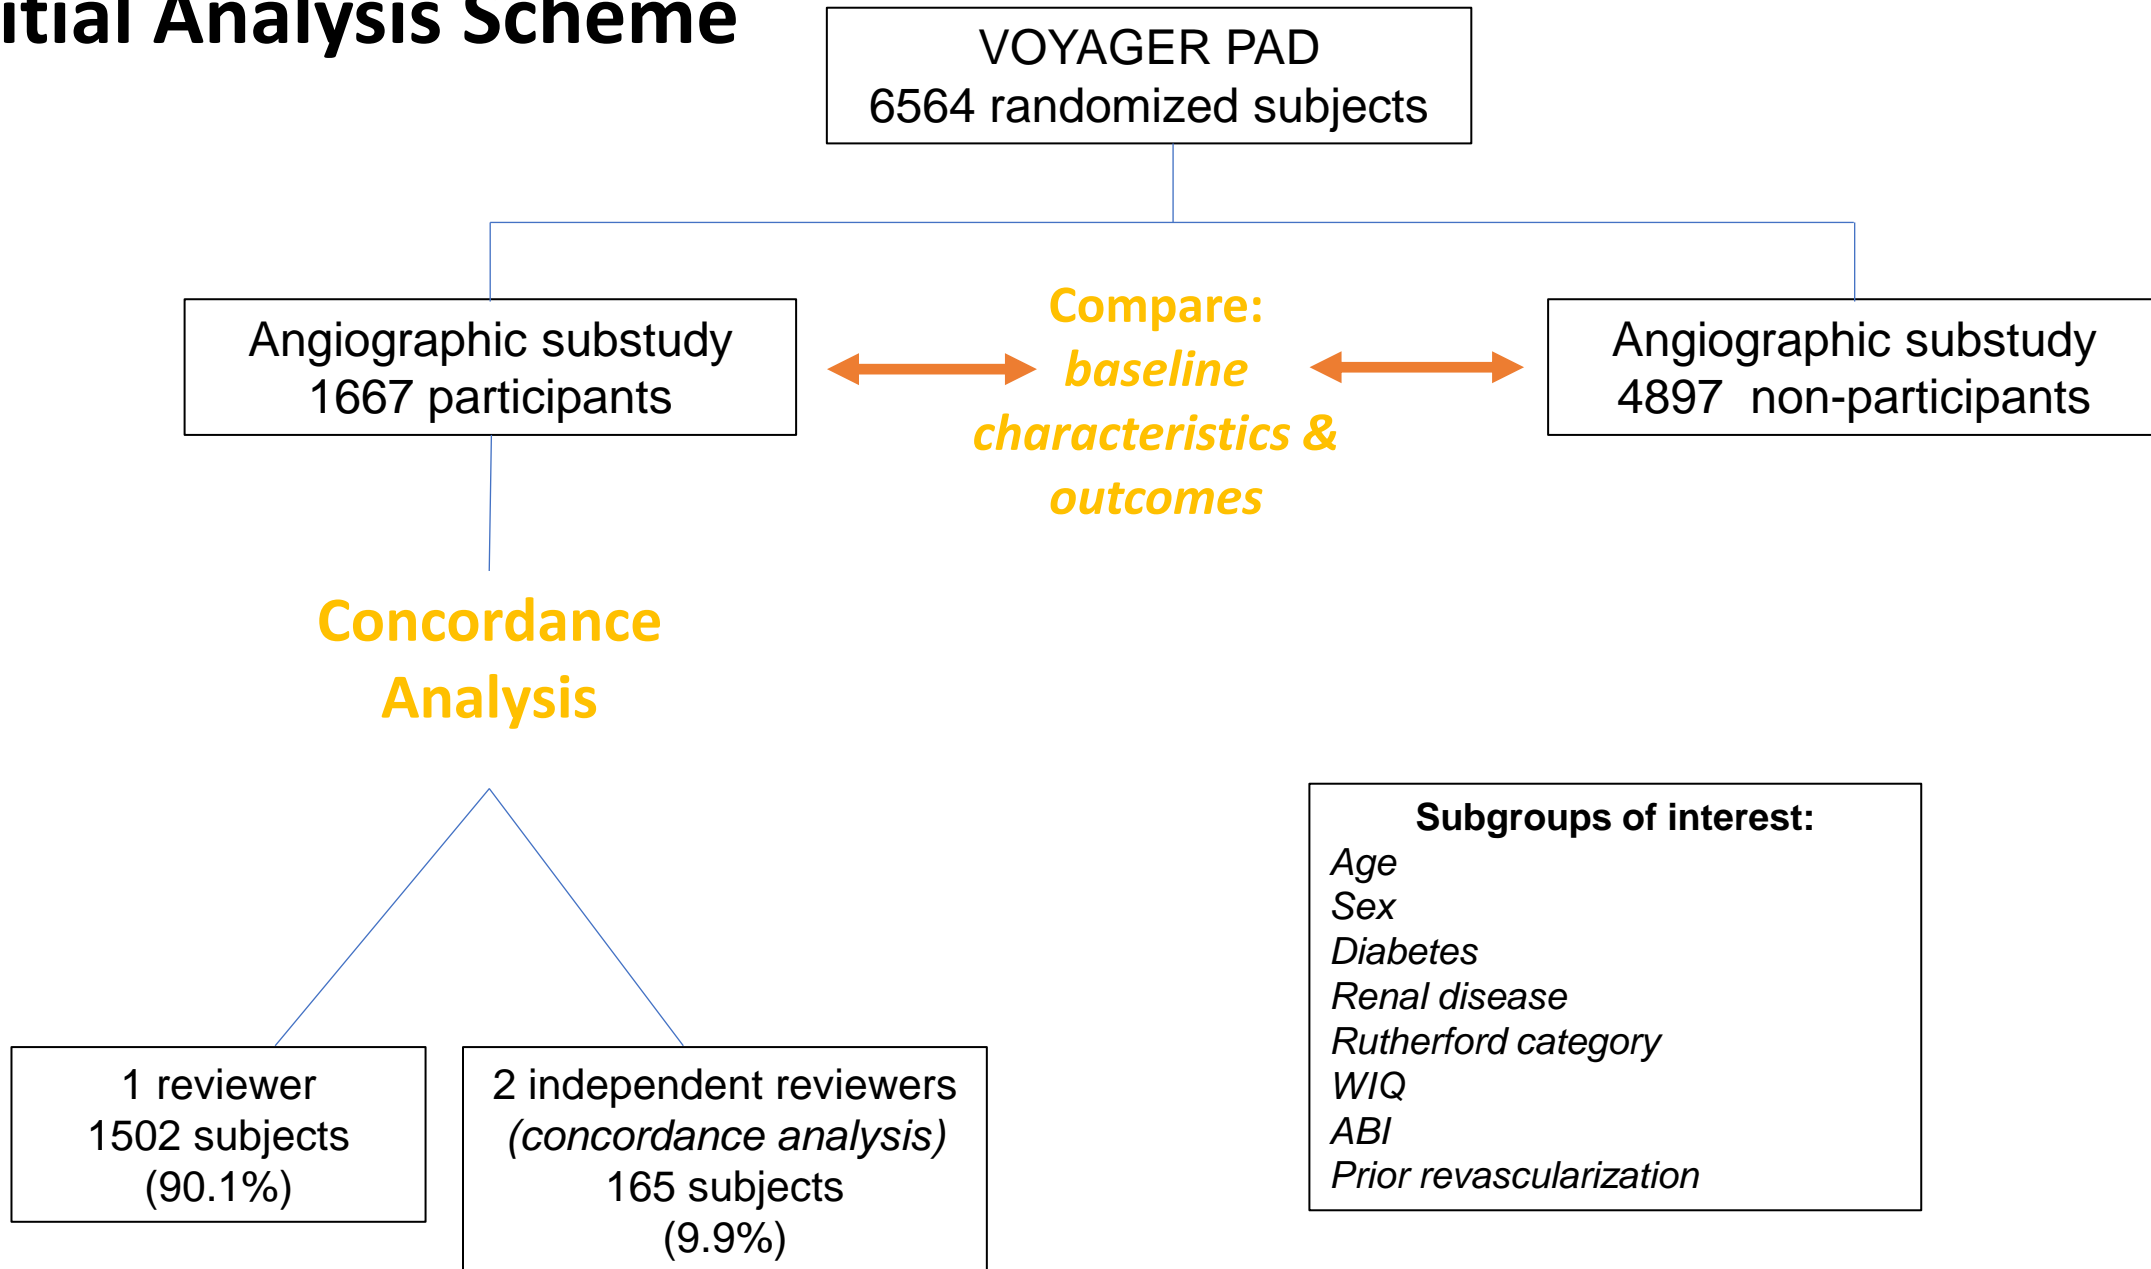 itial Analysis Scheme
VOYAGER PAD
6564 randomized subjects
Angiographic substudy
1667 participants
Compare:
baseline
characteristics &
outcomes
Angiographic substudy
4897 non-participants
Concordance
Analysis
1 reviewer
1502 subjects
(90.1%)
2 independent reviewers
(concordance analysis)
165 subjects
(9.9%)
Subgroups of interest:
Age
Sex
Diabetes
Renal disease
Rutherford category
WIQ
ABI
Prior revascularization